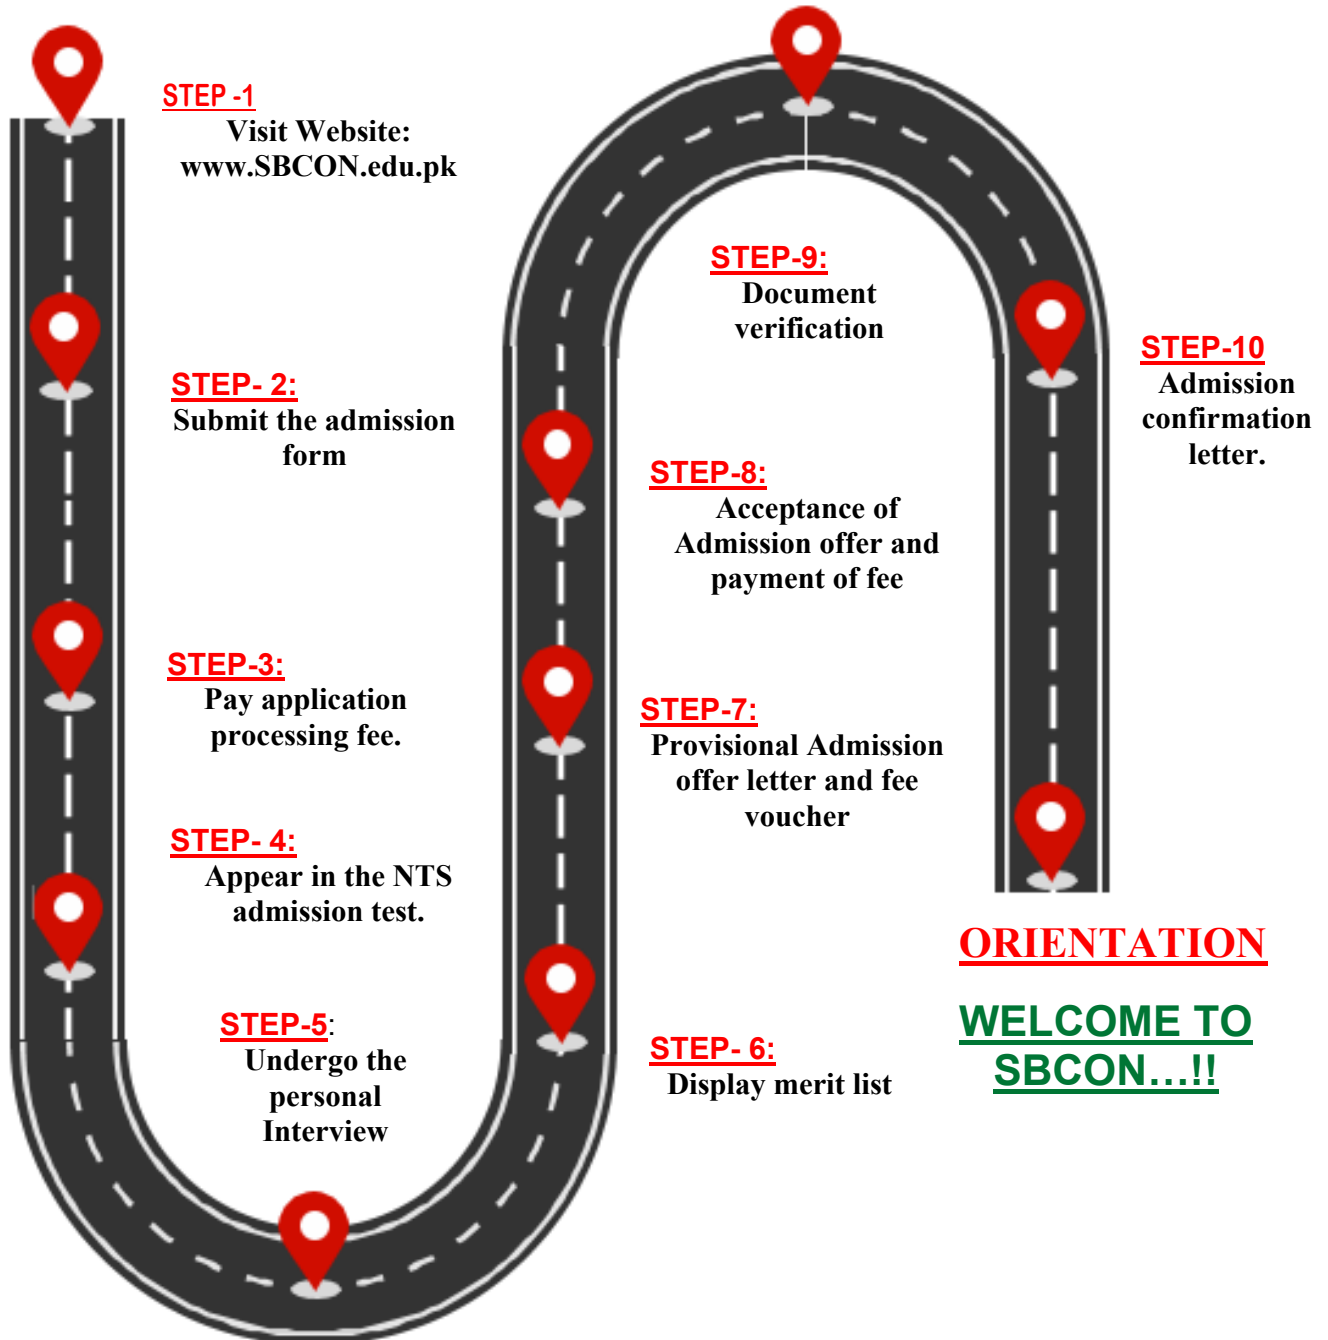 STEP -1
Visit Website:
www.SBCON.edu.pk
STEP- 2:
Submit the admission
form
STEP-3:
Pay application
processing fee.
STEP- 4:
Appear in the NTS
admission test.
STEP-5:
Undergo the
personal
Interview
STEP- 6:
Display merit list
STEP-7:
Provisional Admission
offer letter and fee
voucher
STEP-8:
Acceptance of
Admission offer and
payment of fee
STEP-9:
Document
verification
STEP-10
Admission
confirmation
letter.
ORIENTATION
WELCOME TO
SBCON...!!